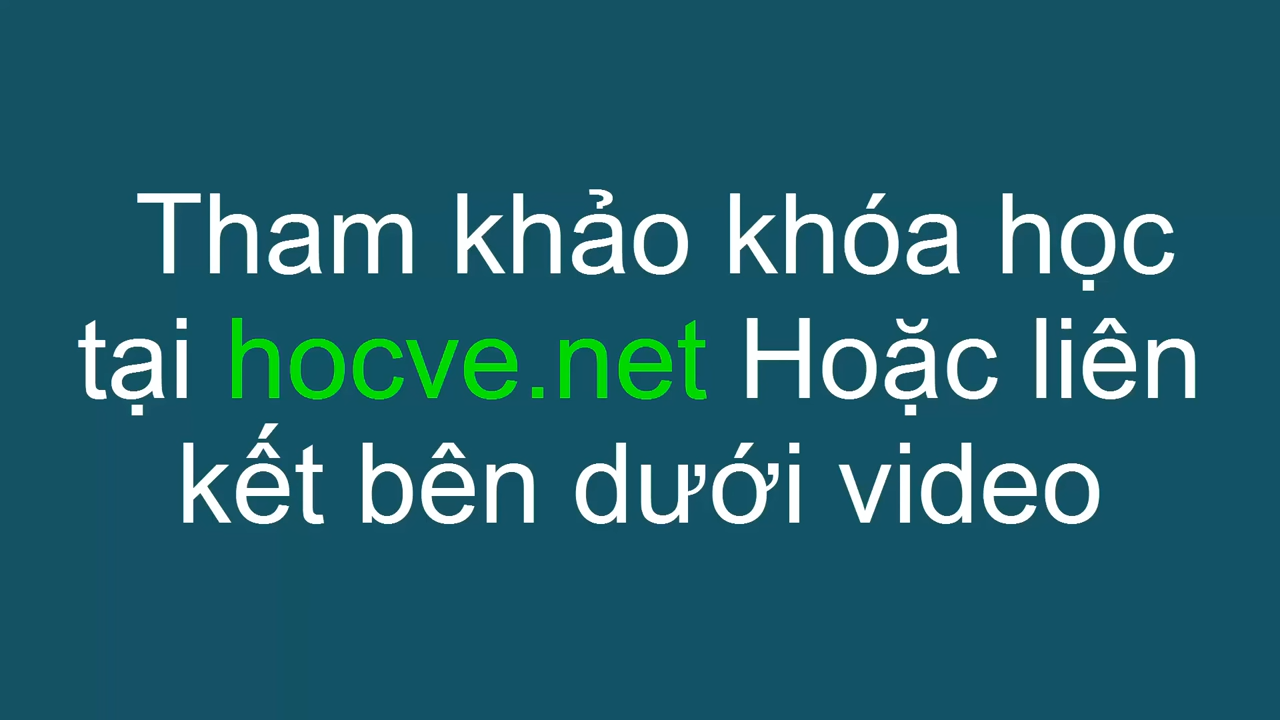 Tham khảo khóa học
tại hocve.net Hoặc liên
kết bên dưới video